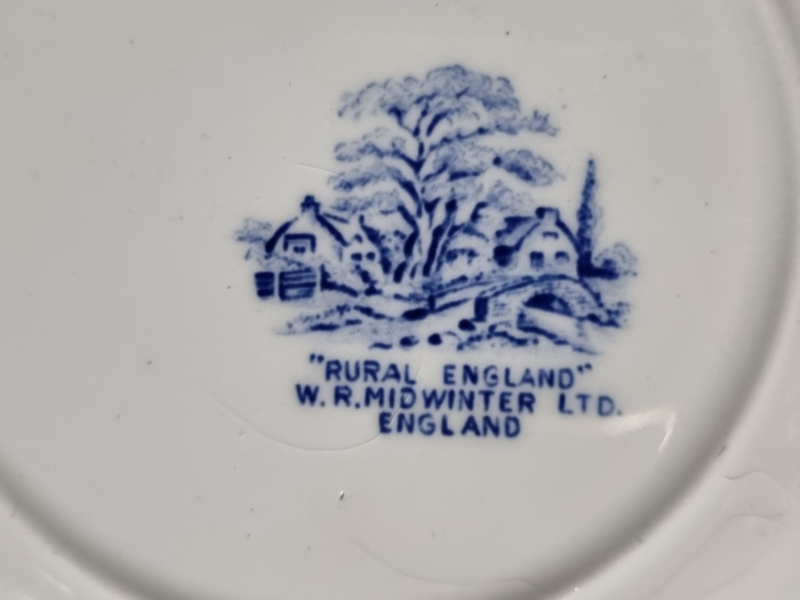 "RURAL ENGLAND"
W.R.MIDWINTER LTD.
ENGLAND